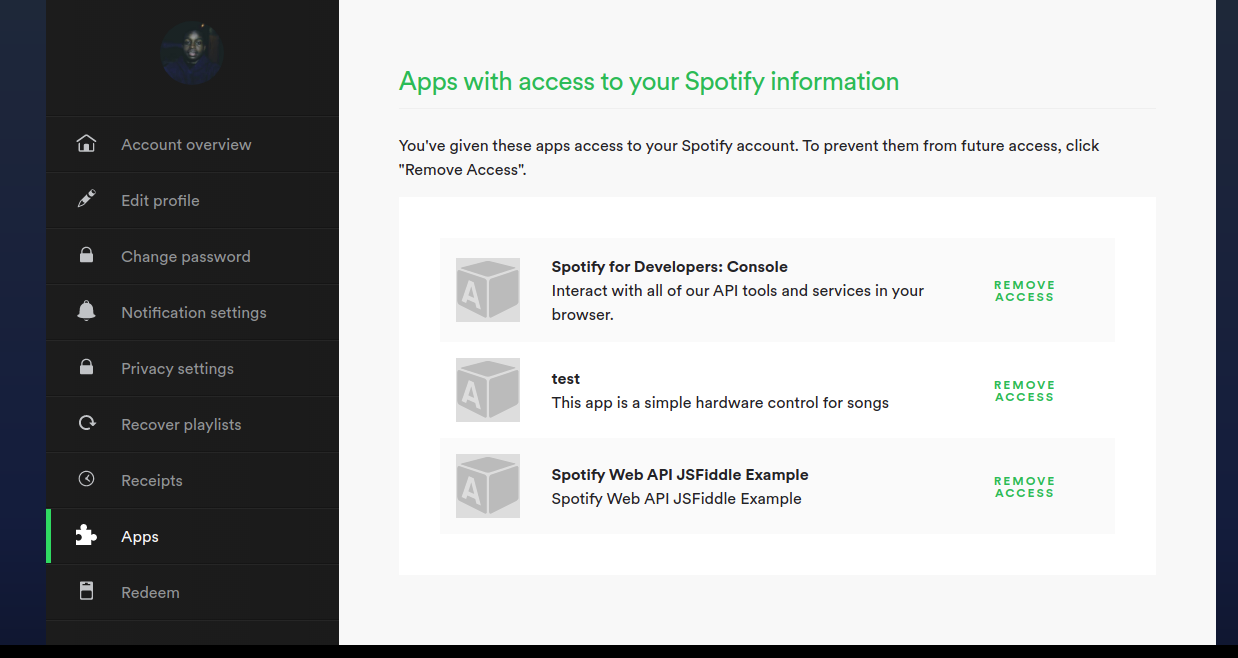 Account overview
Edit profile
Change password
Notification settings
Privacy settings
Recover playlists
Receipts
Apps
Redeem
Apps with access to your Spotify information
You've given these apps access to your Spotify account. To prevent them from future access, click
"Remove Access".
A
Spotify for Developers: Console
Interact with all of our API tools and services in your
browser.
REMOVE
ACCESS
A
test
This app is a simple hardware control for songs
REMOVE
ACCESS
A
Spotify Web API JSFiddle Example
Spotify Web API JSFiddle Example
REMOVE
ACCESS